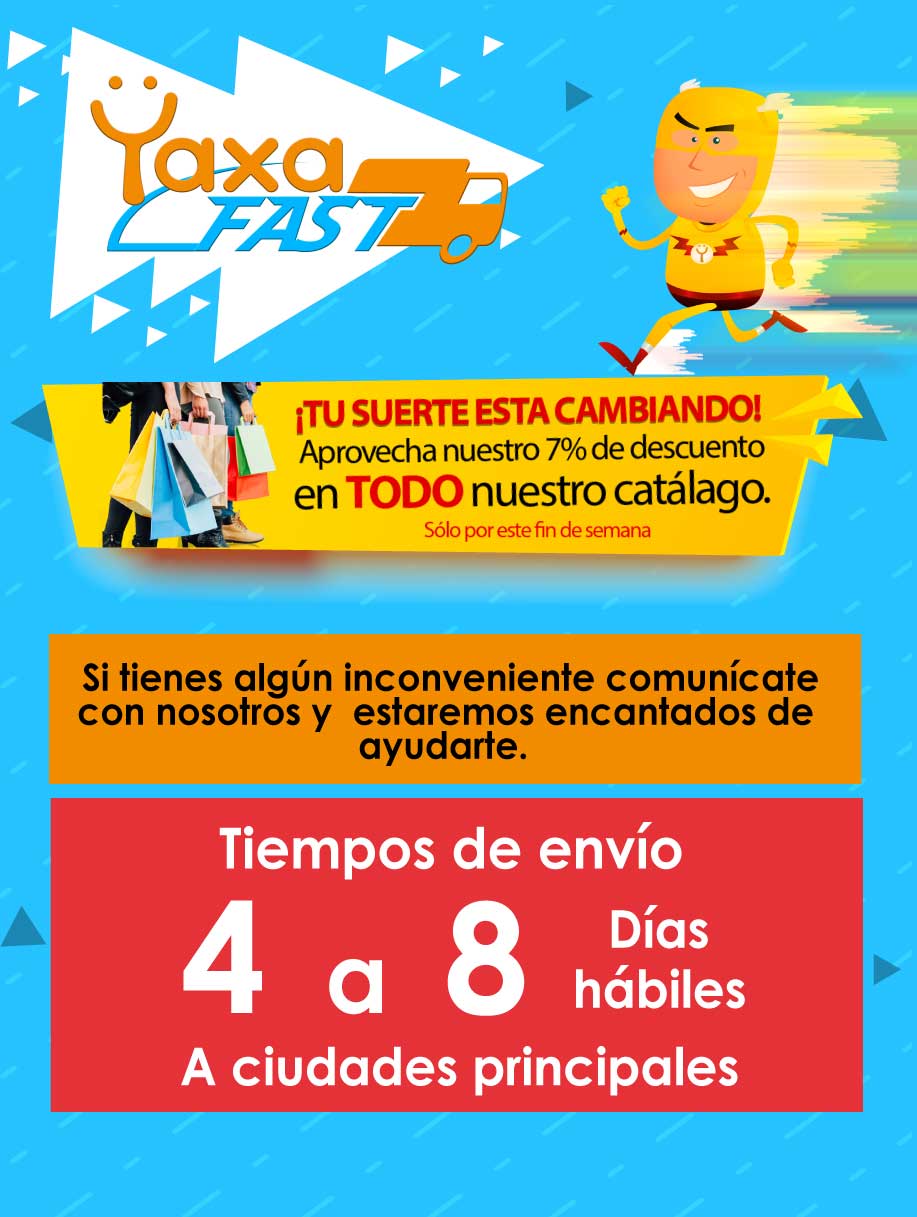 Yaxa
FAST
¡TU SUERTE ESTA CAMBIANDO!
Aprovecha nuestro 7% de descuento
en TODO nuestro catálago.
Sólo por este fin de semana
Si tienes algún inconveniente comunícate
con nosotros y estaremos encantados de
ayudarte.
Tiempos de envío
4 a 8 Días
hábiles
A ciudades principales